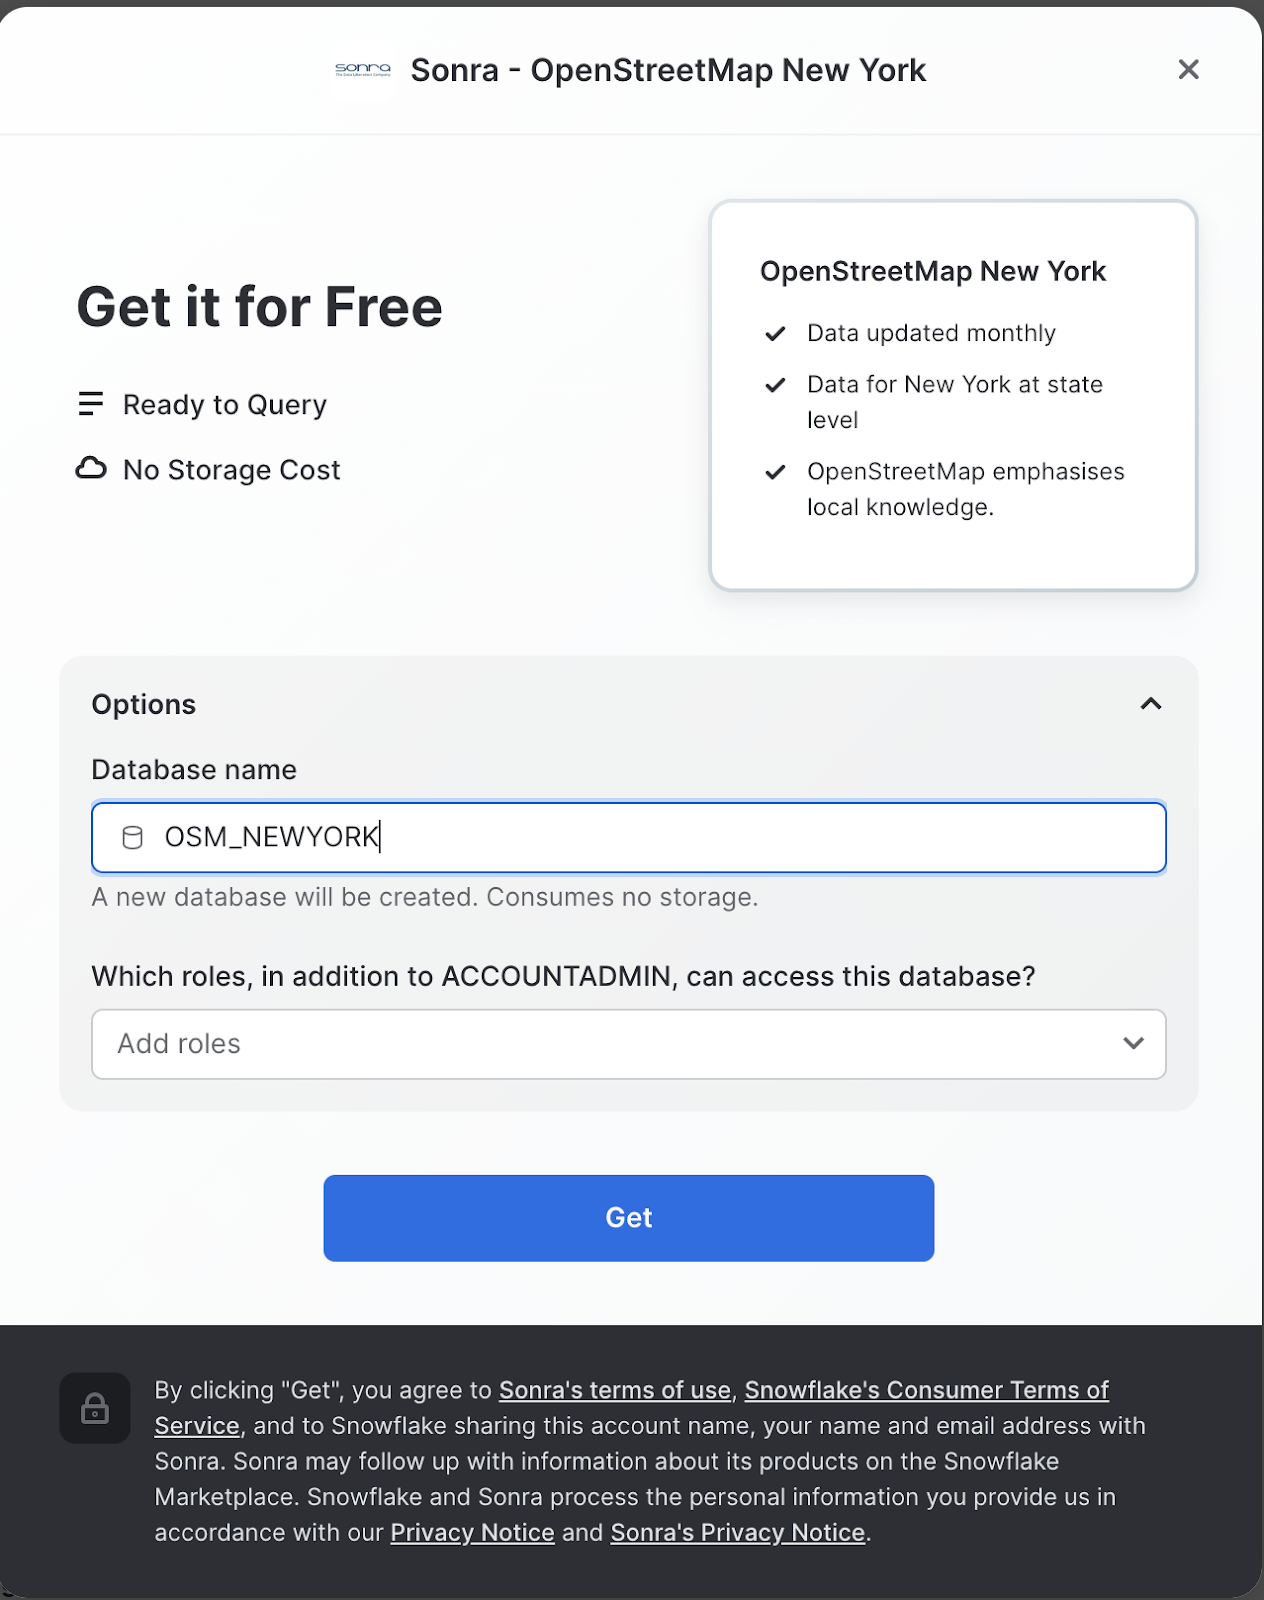 sonra
The Data Liberation Company
Sonra - OpenStreetMap New York
Get it for Free
Ready to Query
No Storage Cost
OpenStreetMap New York
Data updated monthly
Data for New York at state
level
OpenStreetMap emphasises
local knowledge.
Options
Database name
OSM_NEWYORK
A new database will be created. Consumes no storage.
Which roles, in addition to ACCOUNTADMIN, can access this database?
Add roles
Get
By clicking "Get", you agree to Sonra's terms of use, Snowflake's Consumer Terms of
Service, and to Snowflake sharing this account name, your name and email address with
Sonra. Sonra may follow up with information about its products on the Snowflake
Marketplace. Snowflake and Sonra process the personal information you provide us in
accordance with our Privacy Notice and Sonra's Privacy Notice.